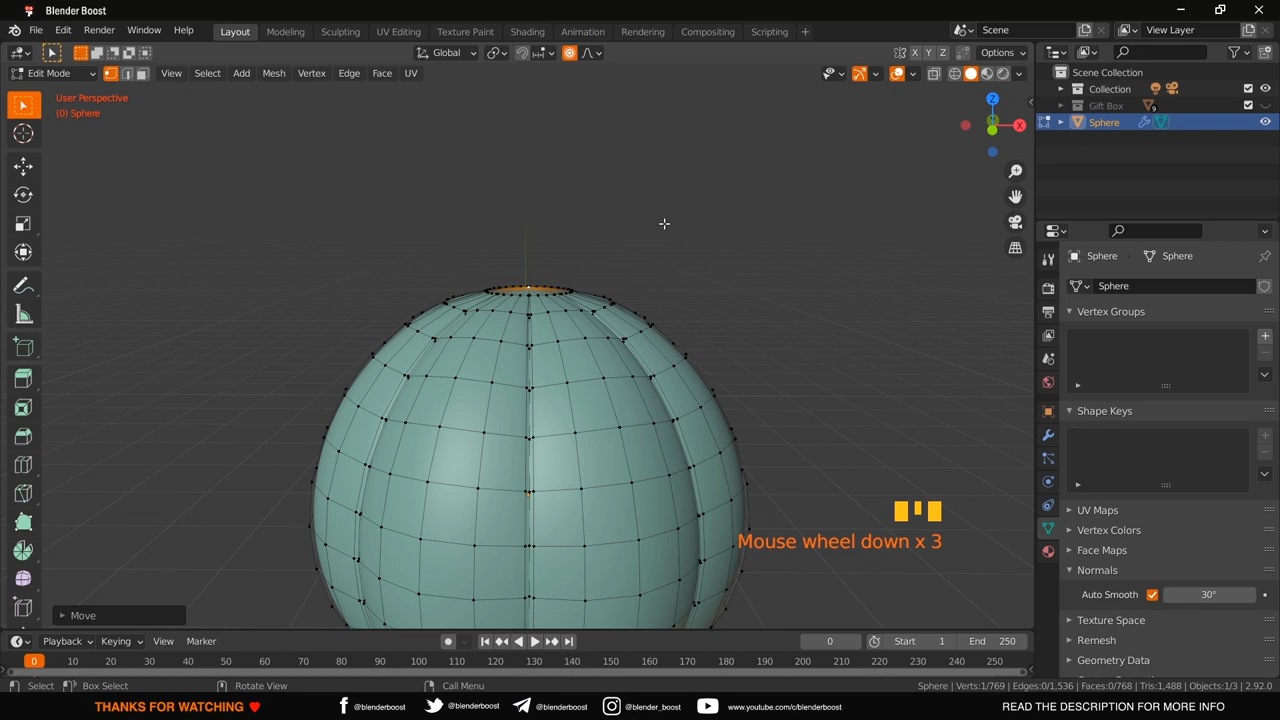 Blender Boost
File Edit Render Window Help Layout Modeling Sculpting UV Editing Texture Paint Shading Animation Rendering Compositing Scripting + Scene View Layer
Global X Y Z Options
Edit Mode View Select Add Mesh Vertex Edge Face UV
User Perspective
(0) Sphere
Scene Collection
Collection
Gift Box 9
Sphere
Z
X
Sphere Sphere
Sphere
Vertex Groups
Shape Keys
UV Maps
Vertex Colors
Face Maps
Normals
Auto Smooth 30°
Texture Space
Remesh
Geometry Data
Mouse wheel down x 3
Move
Playback Keying View Marker 0 Start 1 End 250
0 10 20 30 40 50 60 70 80 90 100 110 120 130 140 150 160 170 180 190 200 210 220 230 240 250
Select Box Select Rotate View Call Menu Sphere | Verts:1/769 | Edges:0/1,536 | Faces:0/768 | Tris:1,488 | Objects:1/3 | 2.92.0
THANKS FOR WATCHING @blenderboost @blenderboost @blenderboost @blender_boost www.youtube.com/c/blenderboost READ THE DESCRIPTION FOR MORE INFO